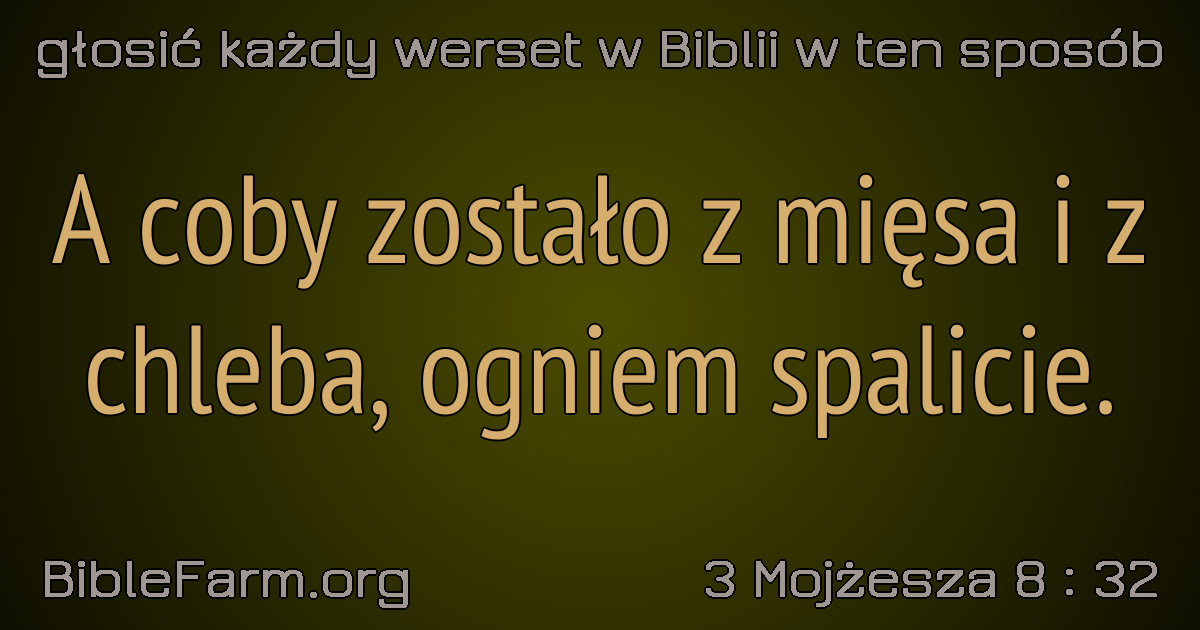 głosić każdy werset w Biblii w ten sposób
A coby zostało z mięsa i z
chleba, ogniem spalicie.
BibleFarm.org
3 Mojżesza 8 : 32